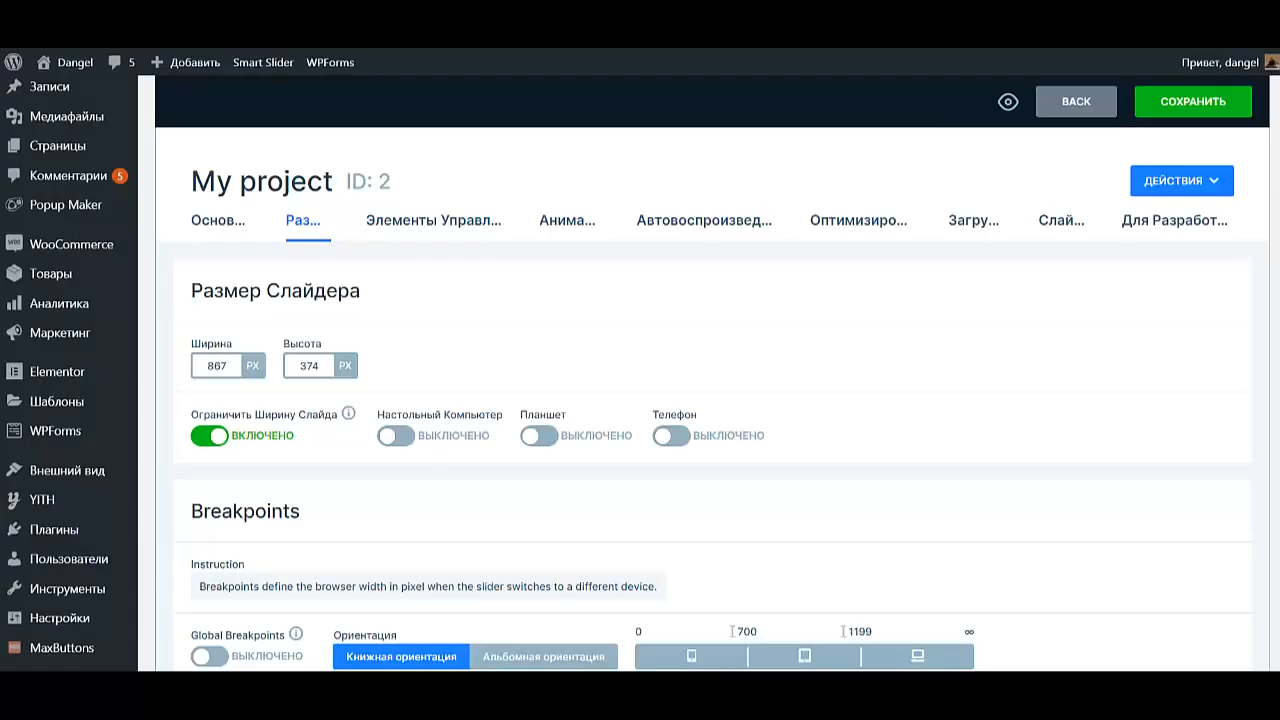 Dangel 5 Добавить Smart Slider WPForms Привет, dangel
Записи
Медиафайлы
Страницы
Комментарии 5
Popup Maker
WooCommerce
Товары
Аналитика
Маркетинг
Elementor
Шаблоны
WPForms
Внешний вид
YITH
Плагины
Пользователи
Инструменты
Настройки
MaxButtons
BACK СОХРАНИТЬ
My project ID: 2 ДЕЙСТВИЯ
Основ... Раз... Элементы Управл... Анима... Автовоспроизвед... Оптимизиро... Загру... Слай... Для Разработ...
Размер Слайдера
Ширина Высота
867 PX 374 PX
Ограничить Ширину Слайда Настольный Компьютер Планшет Телефон
ВКЛЮЧЕНО ВЫКЛЮЧЕНО ВЫКЛЮЧЕНО ВЫКЛЮЧЕНО
Breakpoints
Instruction
Breakpoints define the browser width in pixel when the slider switches to a different device.
Global Breakpoints Ориентация 0 700 1199 ∞
ВЫКЛЮЧЕНО Книжная ориентация Альбомная ориентация